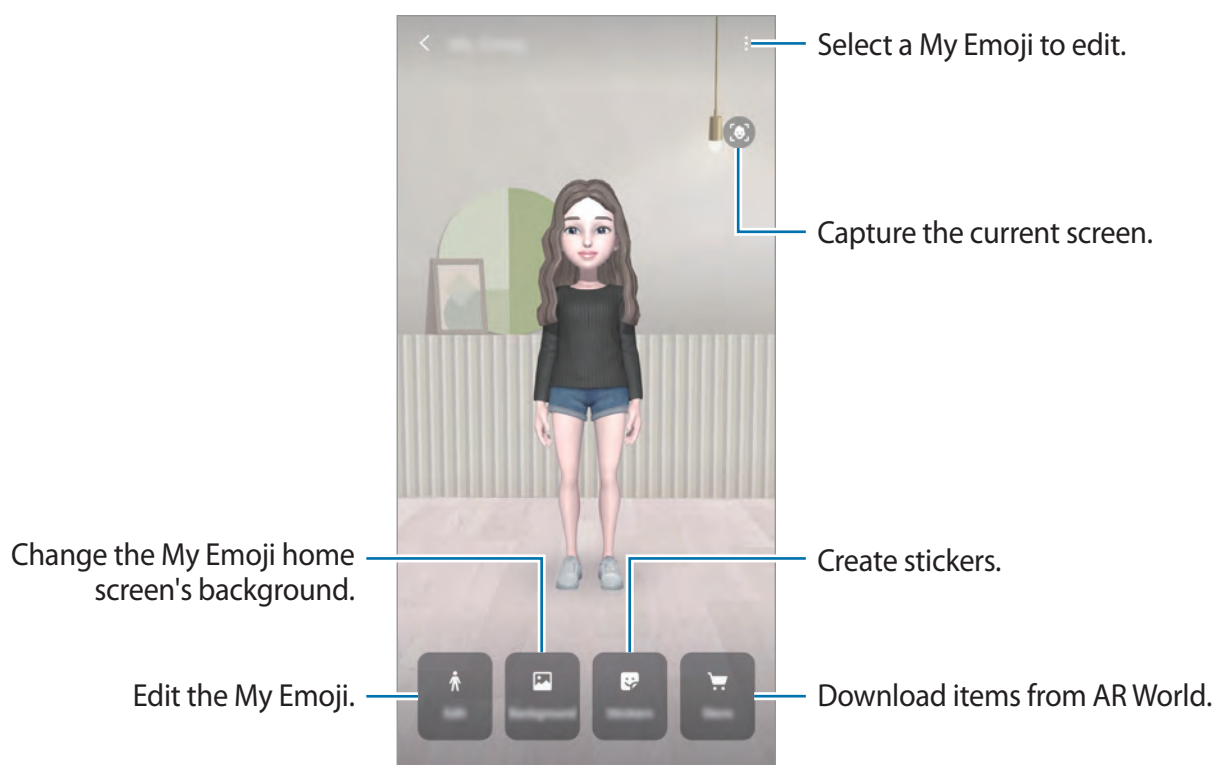 Select a My Emoji to edit.
Capture the current screen.
Change the My Emoji home
screen's background.
Create stickers.
Edit the My Emoji.
Download items from AR World.